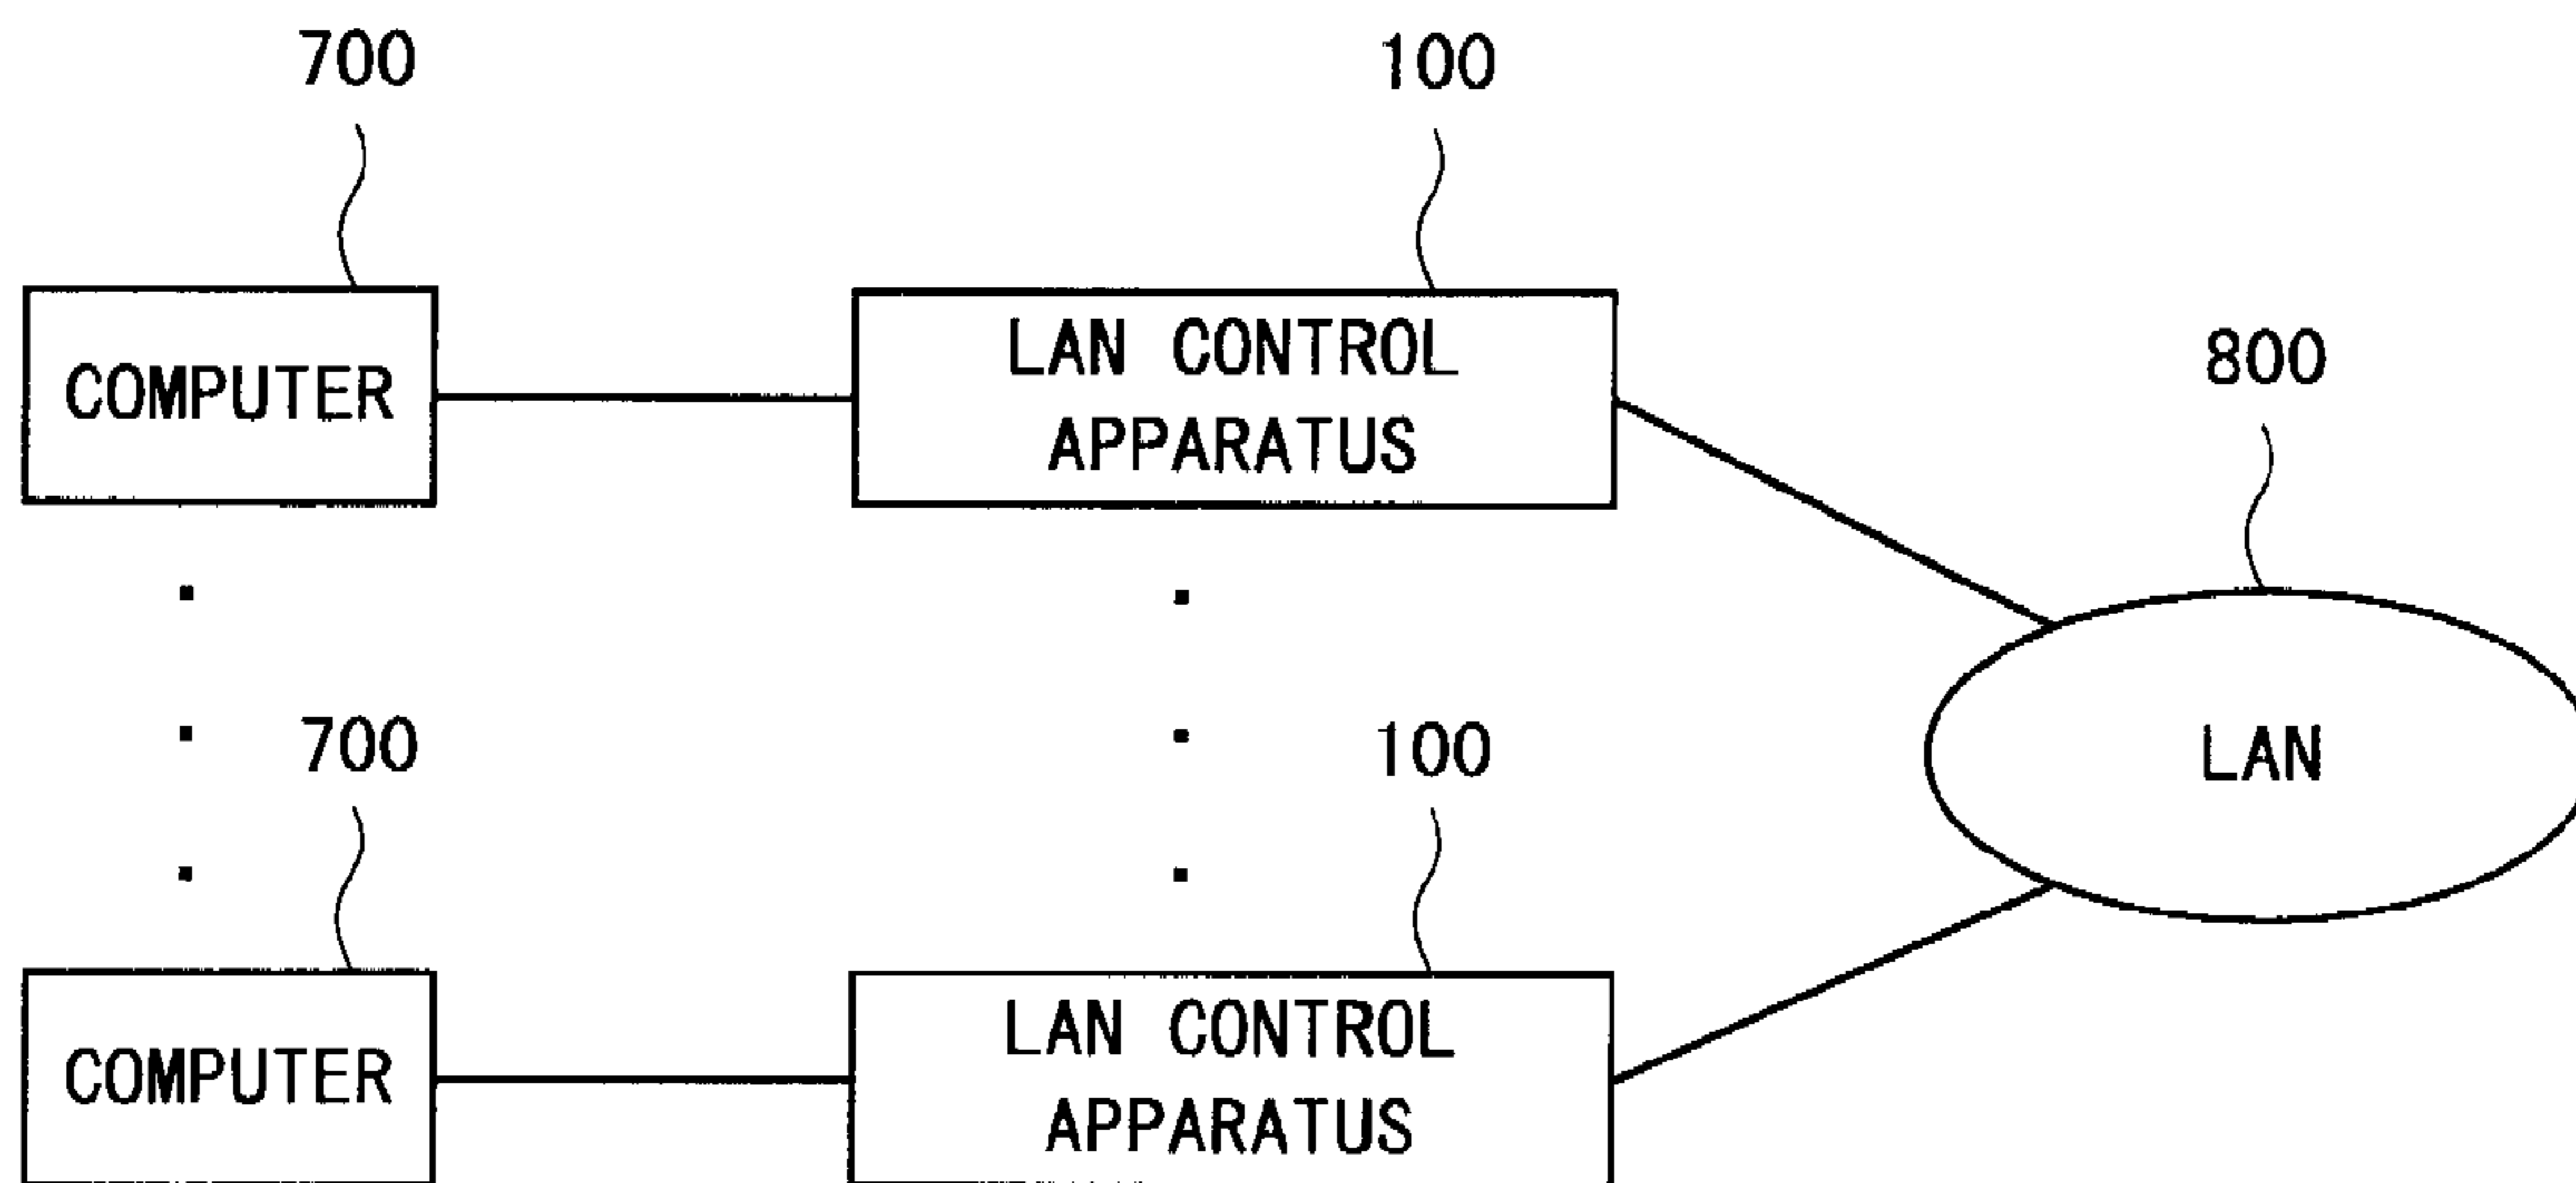 700
100
COMPUTER
LAN CONTROL
APPARATUS
800
700
100
LAN
COMPUTER
LAN CONTROL
APPARATUS